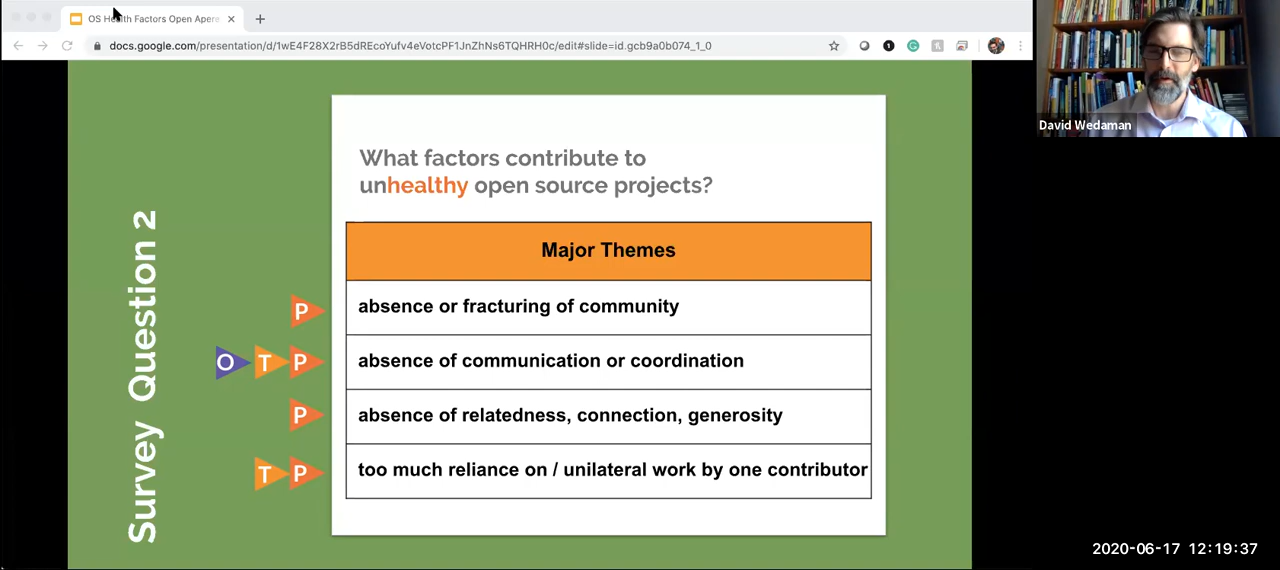 OS Health Factors Open Apere
docs.google.com/presentation/d/1wE4F28X2rB5dREcoYufv4eVotcPF1JnZhNs6TQHRH0c/edit#slide=id.gcb9a0b074_1_0
David Wedaman
Survey Question 2
What factors contribute to
unhealthy open source projects?
Major Themes
P
absence or fracturing of community
O T P
absence of communication or coordination
P
absence of relatedness, connection, generosity
T P
too much reliance on / unilateral work by one contributor
2020-06-17 12:19:37